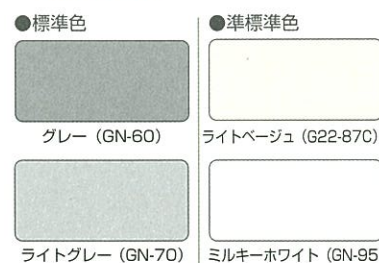 ●標準色
グレー（GN-60）
ライトグレー（GN-70）
●準標準色
ライトベージュ（G22-87C）
ミルキーホワイト（GN-95